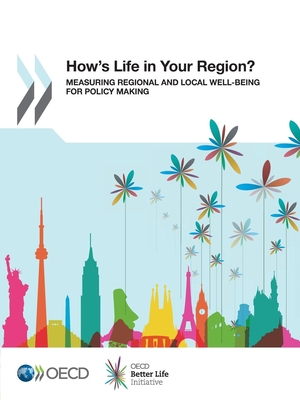 How's Life in Your Region?
MEASURING REGIONAL AND LOCAL WELL-BEING
FOR POLICY MAKING
OECD
OECD
Better Life
Initiative